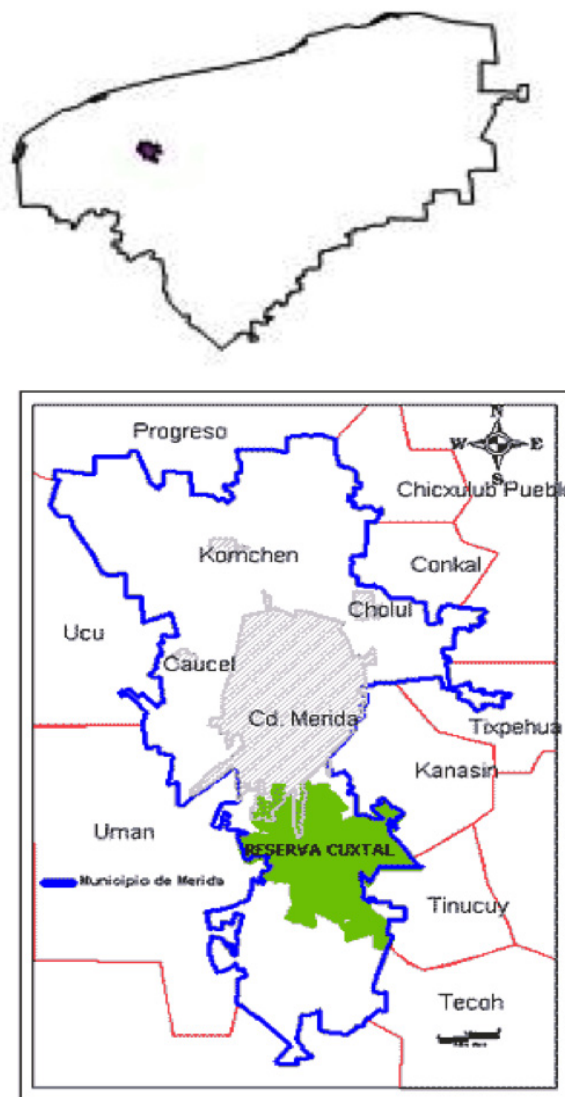 Progreso
N
W E
S
Chicxulub Pueblo
Komchen
Conkal
Cholul
Ucu
Caucel
Cd. Merida
Tixpehua
Kanasin
Uman
RESERVA CUXTAL
Municipio de Merida
Tinucuy
Tecoh